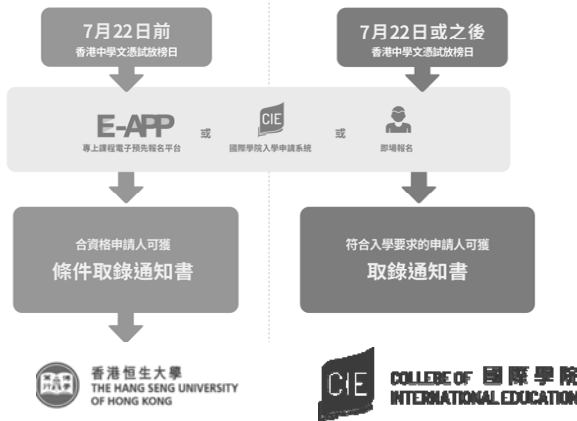 7月22日前
香港中學文憑試放榜日
7月22日或之後
香港中學文憑試放榜日
E-APP
專上課程電子預先報名平台
或
CIE
國際學院入學申請系統
或
即場報名
合資格申請人可獲
條件取錄通知書
符合入學要求的申請人可獲
取錄通知書
香港恒生大學
THE HANG SENG UNIVERSITY
OF HONG KONG
CIE
COLLEGE OF 國際學院
INTERNATIONAL EDUCATION